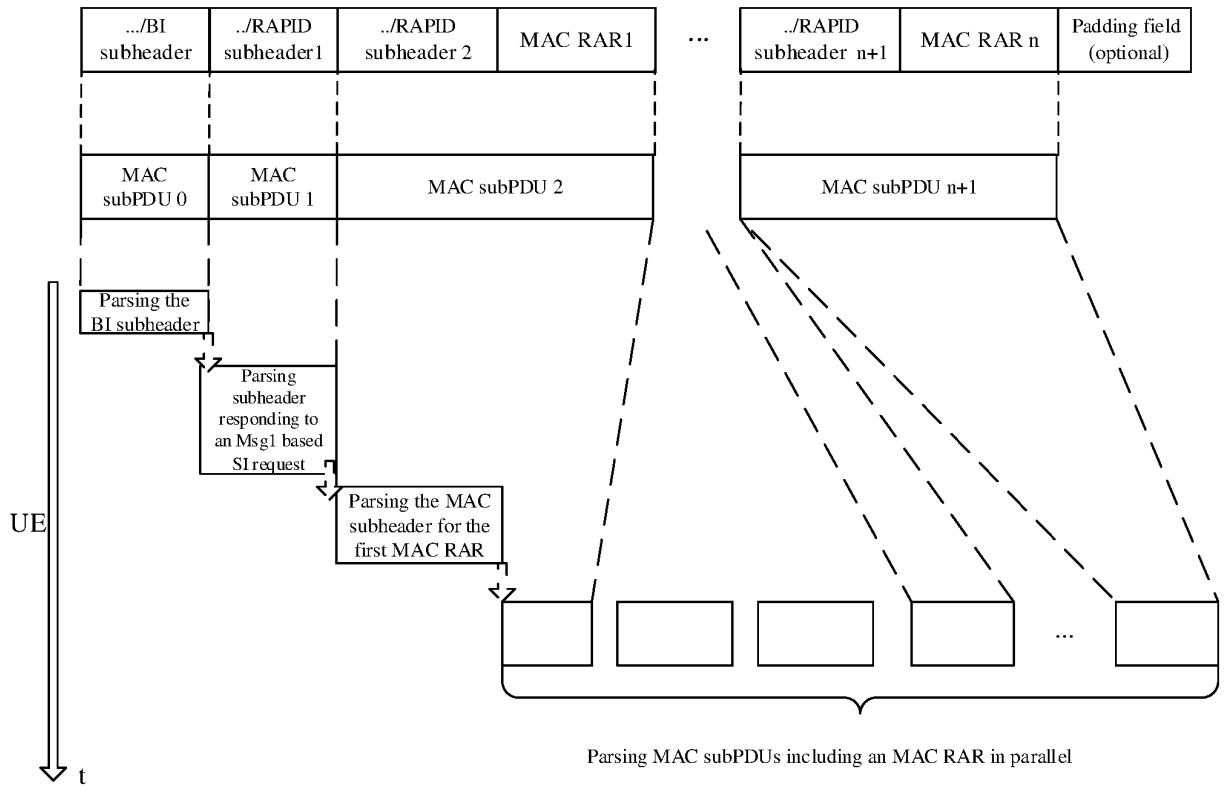 .../BI
subheader
../RAPID
subheader1
../RAPID
subheader 2
MAC RAR1
...
../RAPID
subheader n+1
MAC RAR n
Padding field
(optional)
MAC
subPDU 0
MAC
subPDU 1
MAC subPDU 2
MAC subPDU n+1
Parsing the
BI subheader
Parsing
subheader
responding to
an Msg1 based
SI request
Parsing the MAC
subheader for the
first MAC RAR
UE
...
Parsing MAC subPDUs including an MAC RAR in parallel
t